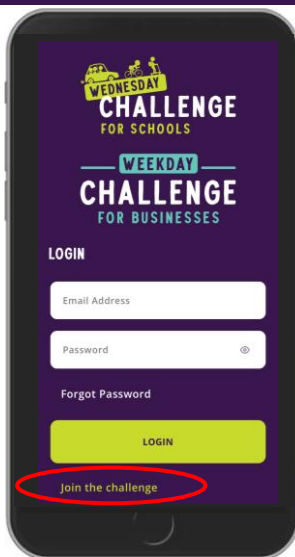 WEDNESDAY
CHALLENGE
FOR SCHOOLS
WEEKDAY
CHALLENGE
FOR BUSINESSES
LOGIN
Email Address
Password
Forgot Password
LOGIN
Join the challenge